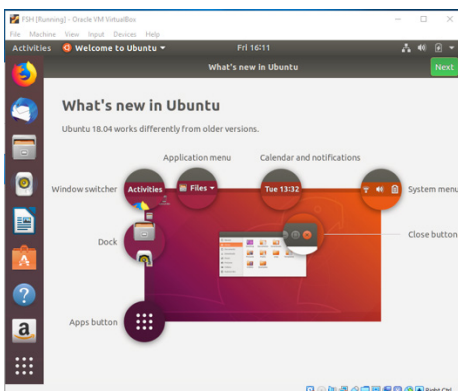 FSH [Running] - Oracle VM VirtualBox
File Machine View Input Devices Help
Activities Welcome to Ubuntu Fri 16:11
What's new in Ubuntu Next
What's new in Ubuntu
Ubuntu 18.04 works differently from older versions.
Application menu Calendar and notifications
Window switcher Activities Files Tue 13:32 System menu
Dock Close button
Apps button
a
Right Ctrl